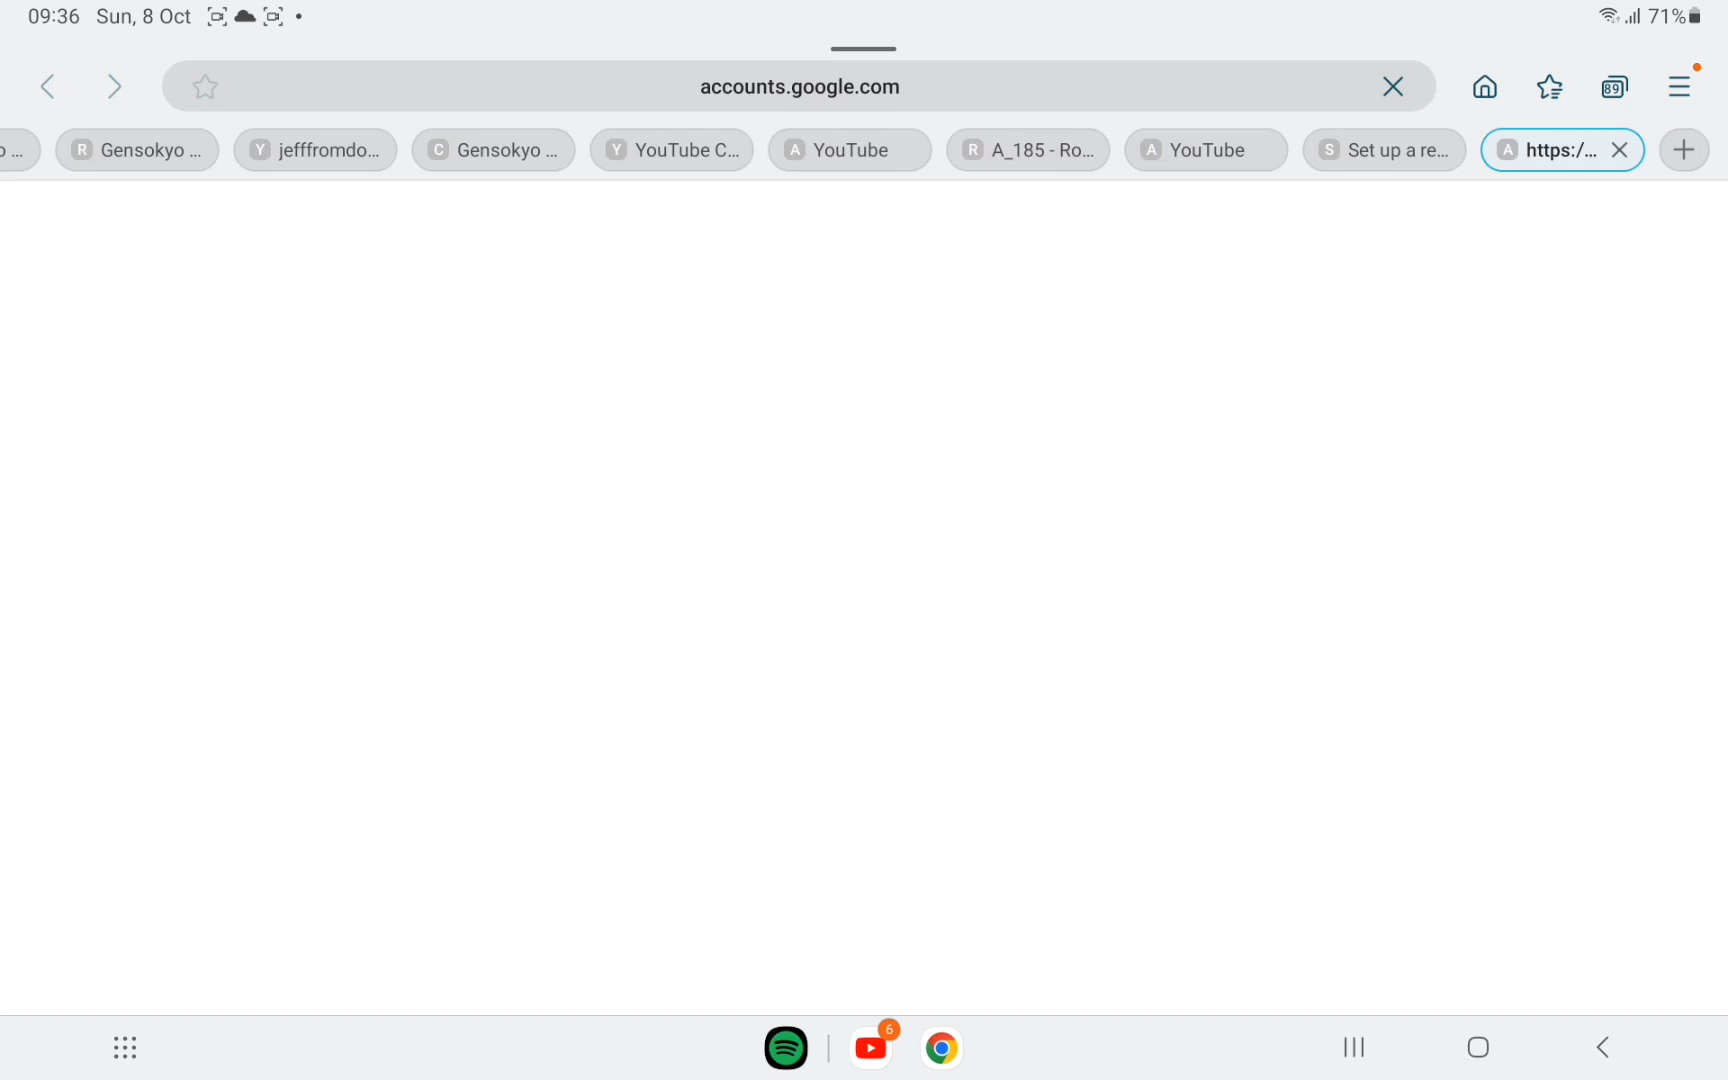 09:36 Sun, 8 Oct 71%
accounts.google.com 89
o ... R Gensokyo ... Y jefffromdo... C Gensokyo ... Y YouTube C... A YouTube R A_185 - Ro... A YouTube S Set up a re... A https:/...
6